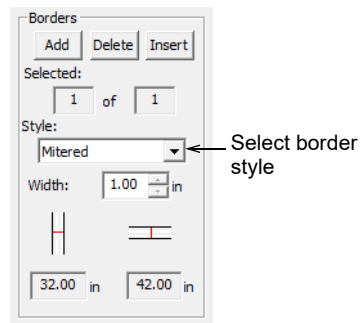 Borders
Add Delete Insert
Selected:
1 of 1
Style:
Mitered
Select border
style
Width: 1.00 in
32.00 in 42.00 in